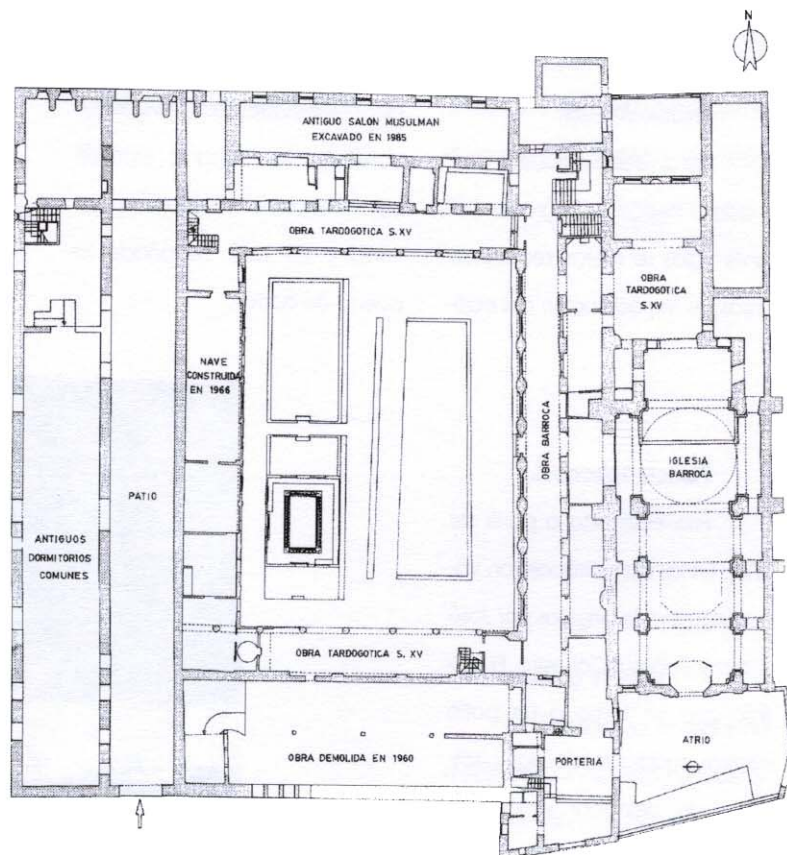 N
ANTIGUO SALON MUSULMAN
EXCAVADO EN 1985
OBRA TARDOGOTICA S. XV
OBRA
TARDOGOTICA
S. XV
NAVE
CONSTRUIDA
EN 1966
OBRA BARROCA
IGLESIA
BARROCA
PATIO
ANTIGUOS
DORMITORIOS
COMUNES
OBRA TARDOGOTICA S. XV
OBRA DEMOLIDA EN 1960
PORTERIA
ATRIO